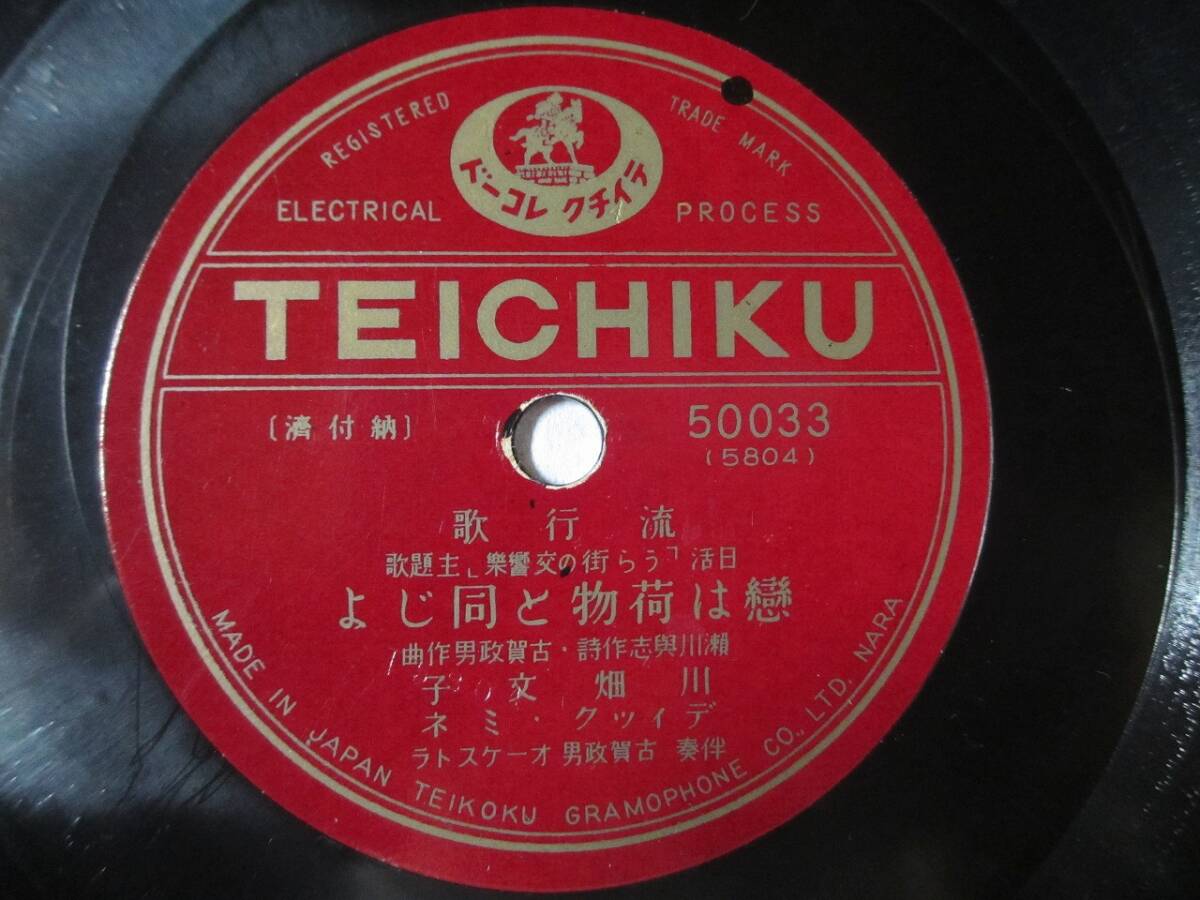 REGISTERED TRADE MARK
テイチクレコード
ELECTRICAL PROCESS
TEICHIKU
〔納付濟〕
50033
(5804)
流行歌
日活「うら街の交響樂」主題歌
戀は荷物と同じよ
瀨川與志作詩・古賀政男作曲
川畑文子
デイック・ミネ
伴奏 古賀政男オーケストラ
MADE IN JAPAN TEIKOKU GRAMOPHONE CO., LTD. NARA